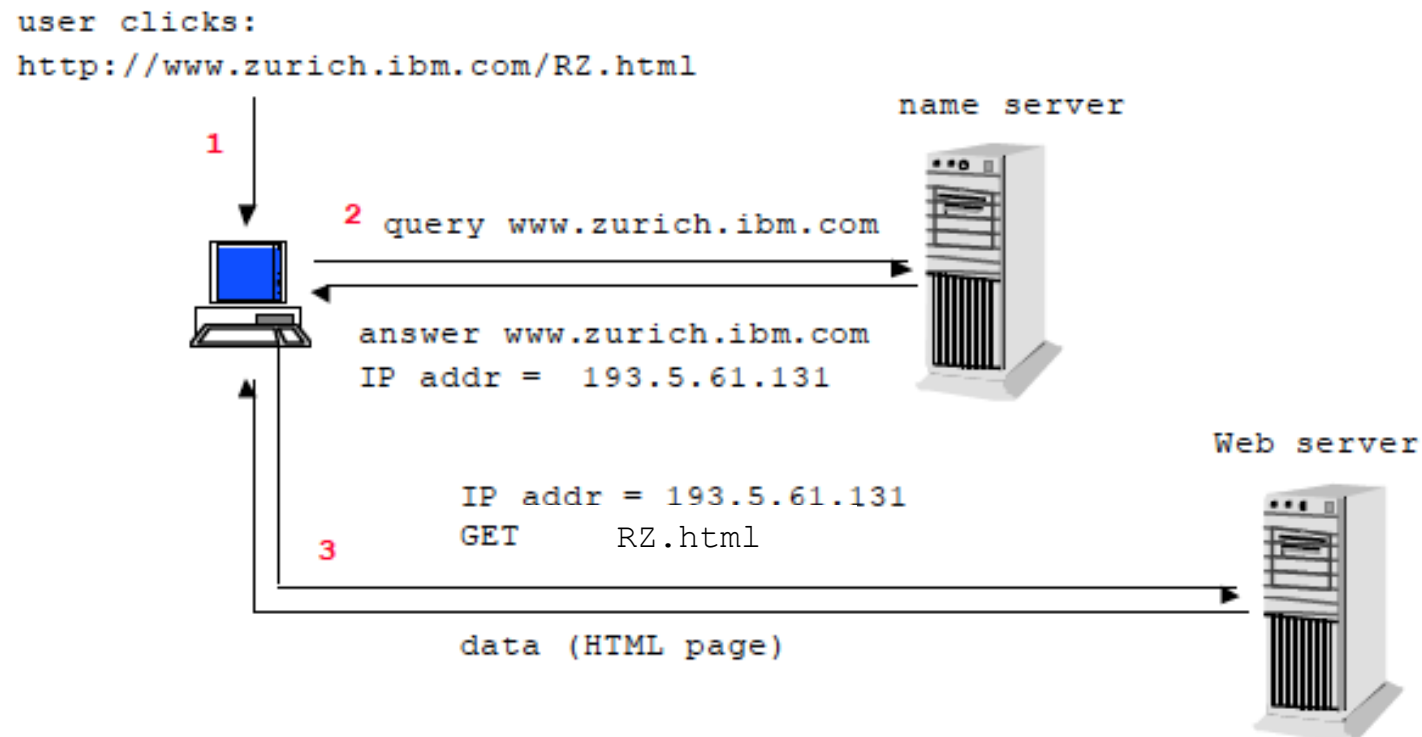 user clicks:
http://www.zurich.ibm.com/RZ.html
name server
1
2 query www.zurich.ibm.com
answer www.zurich.ibm.com
IP addr = 193.5.61.131
Web server
IP addr = 193.5.61.131
GET RZ.html
3
data (HTML page)